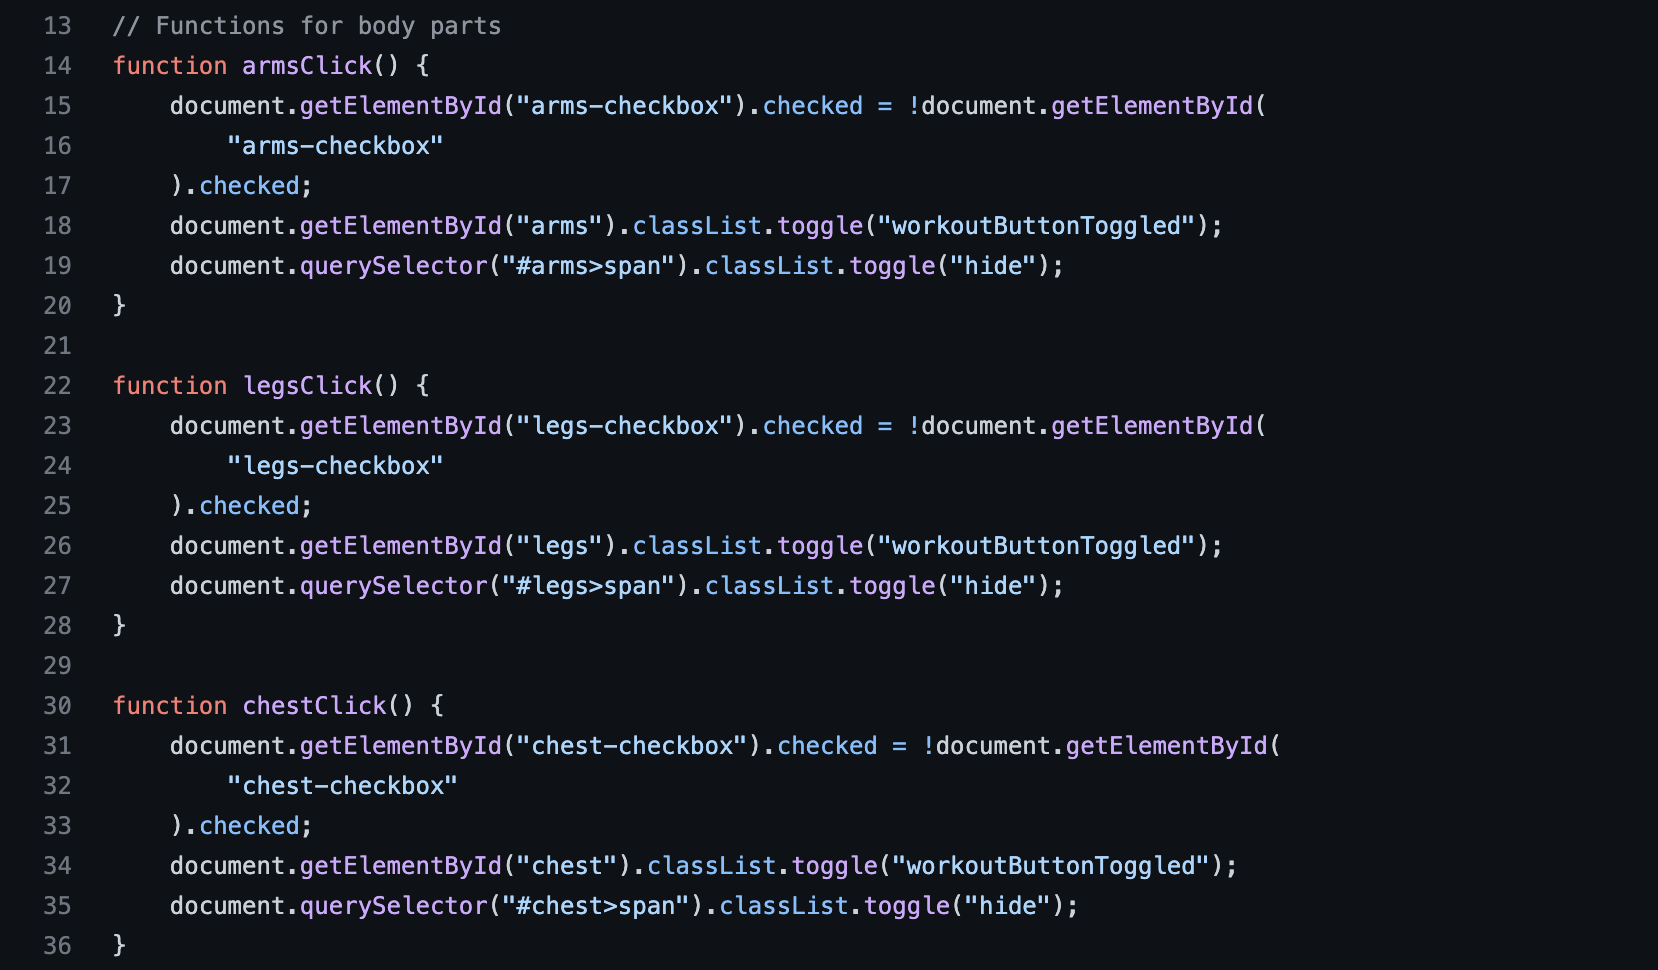 13 // Functions for body parts
14 function armsClick() {
15     document.getElementById("arms-checkbox").checked = !document.getElementById(
16         "arms-checkbox"
17     ).checked;
18     document.getElementById("arms").classList.toggle("workoutButtonToggled");
19     document.querySelector("#arms>span").classList.toggle("hide");
20 }
21
22 function legsClick() {
23     document.getElementById("legs-checkbox").checked = !document.getElementById(
24         "legs-checkbox"
25     ).checked;
26     document.getElementById("legs").classList.toggle("workoutButtonToggled");
27     document.querySelector("#legs>span").classList.toggle("hide");
28 }
29
30 function chestClick() {
31     document.getElementById("chest-checkbox").checked = !document.getElementById(
32         "chest-checkbox"
33     ).checked;
34     document.getElementById("chest").classList.toggle("workoutButtonToggled");
35     document.querySelector("#chest>span").classList.toggle("hide");
36 }